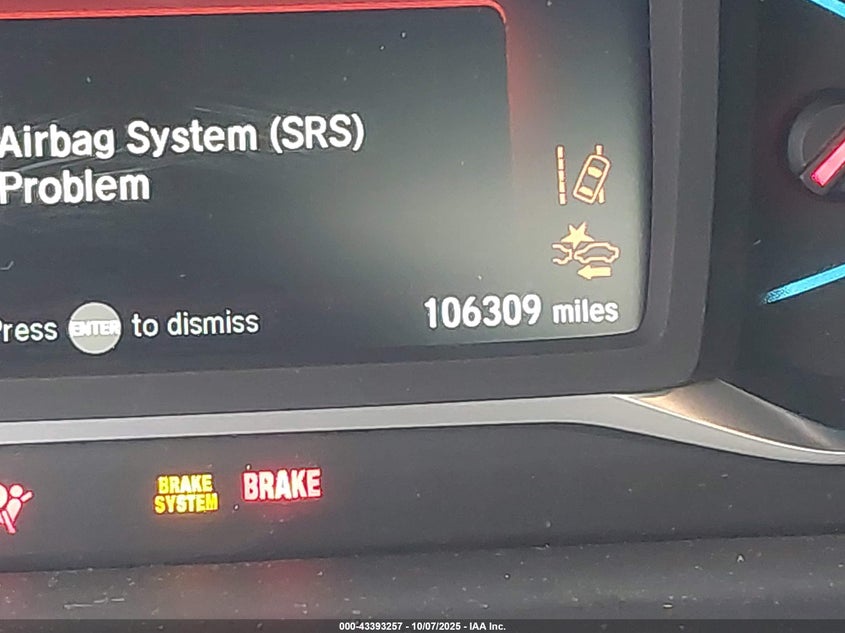 Airbag System (SRS)
Problem
Press ENTER to dismiss
106309 miles
BRAKE
SYSTEM
BRAKE
000-43393257 - 10/07/2025 - IAA Inc.